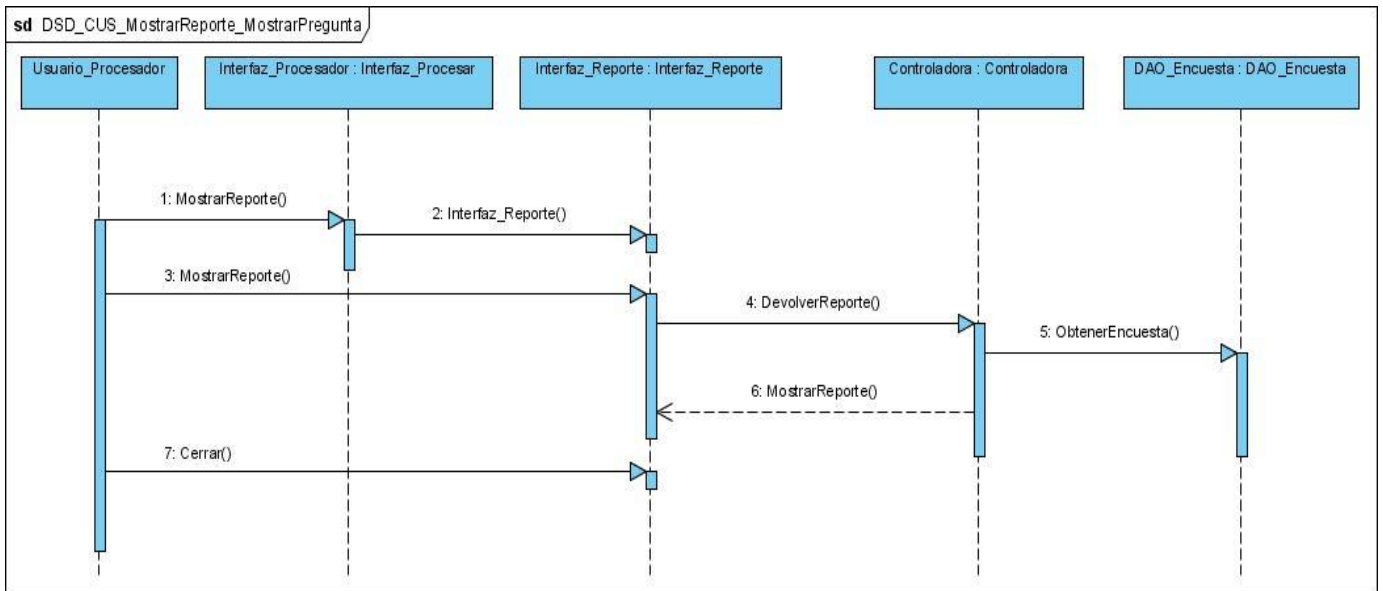 sd DSD_CUS_MostrarReporte_MostrarPregunta
Usuario_Procesador
Interfaz_Procesador : Interfaz_Procesar
Interfaz_Reporte : Interfaz_Reporte
Controladora : Controladora
DAO_Encuesta : DAO_Encuesta
1: MostrarReporte()
2: Interfaz_Reporte()
3: MostrarReporte()
4: DevolverReporte()
5: ObtenerEncuesta()
6: MostrarReporte()
7: Cerrar()